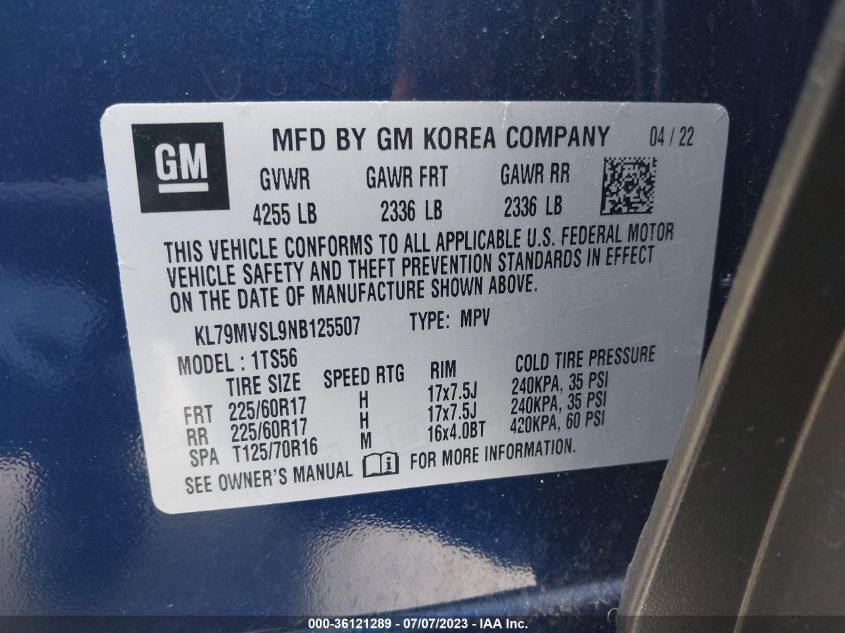 GM
MFD BY GM KOREA COMPANY 04 / 22
GVWR GAWR FRT GAWR RR
4255 LB 2336 LB 2336 LB
THIS VEHICLE CONFORMS TO ALL APPLICABLE U.S. FEDERAL MOTOR
VEHICLE SAFETY AND THEFT PREVENTION STANDARDS IN EFFECT
ON THE DATE OF MANUFACTURE SHOWN ABOVE.
KL79MVSL9NB125507 TYPE: MPV
MODEL : 1TS56
TIRE SIZE SPEED RTG RIM COLD TIRE PRESSURE
FRT 225/60R17 H 17x7.5J 240KPA, 35 PSI
RR 225/60R17 H 17x7.5J 240KPA, 35 PSI
SPA T125/70R16 M 16x4.0BT 420KPA, 60 PSI
SEE OWNER'S MANUAL i FOR MORE INFORMATION.
000-36121289 - 07/07/2023 - IAA Inc.